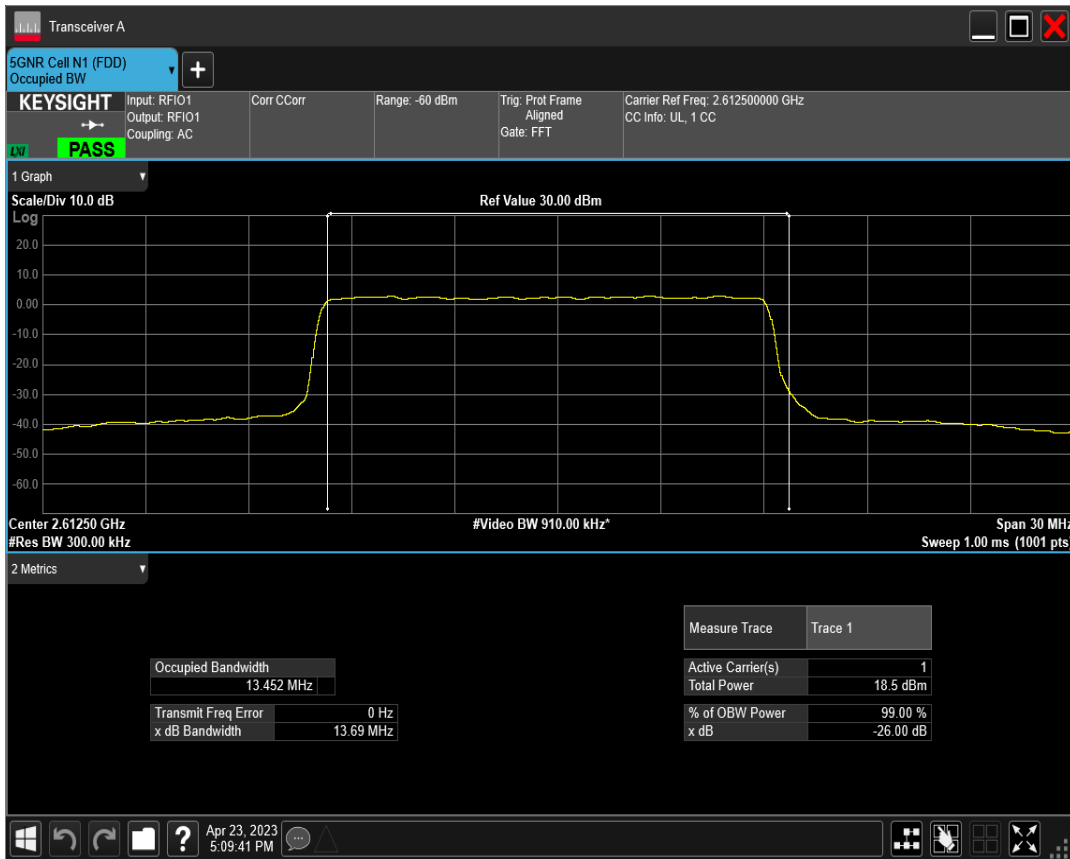 Transceiver A
5GNR Cell N1 (FDD)
Occupied BW
+
KEYSIGHT
LXI
PASS
Input: RFIO1
Output: RFIO1
Coupling: AC
Corr CCorr
Range: -60 dBm
Trig: Prot Frame
Aligned
Gate: FFT
Carrier Ref Freq: 2.612500000 GHz
CC Info: UL, 1 CC
1 Graph
Scale/Div 10.0 dB
Ref Value 30.00 dBm
Log
20.0
10.0
0.00
-10.0
-20.0
-30.0
-40.0
-50.0
-60.0
Center 2.61250 GHz
#Video BW 910.00 kHz*
Span 30 MHz
#Res BW 300.00 kHz
Sweep 1.00 ms (1001 pts)
2 Metrics
Measure Trace Trace 1
Occupied Bandwidth
13.452 MHz
Active Carrier(s) 1
Total Power 18.5 dBm
Transmit Freq Error 0 Hz
x dB Bandwidth 13.69 MHz
% of OBW Power 99.00 %
x dB -26.00 dB
?
Apr 23, 2023
5:09:41 PM